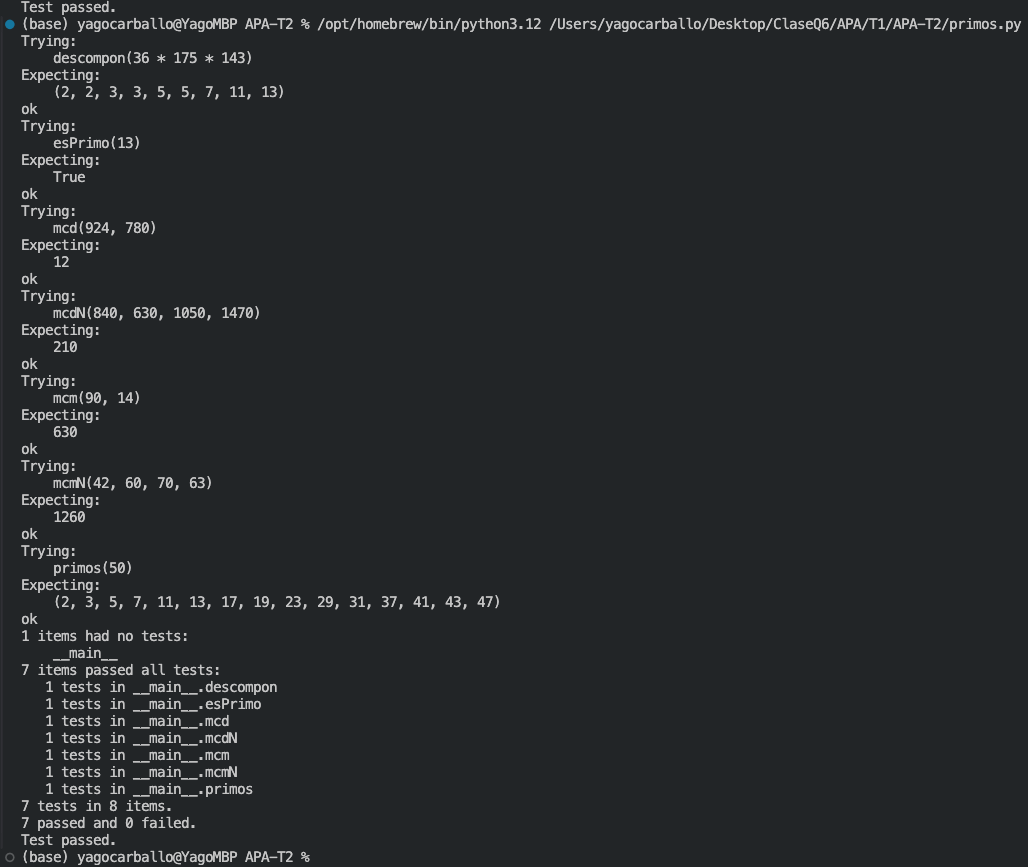 Test passed.
(base) yagocarballo@YagoMBP APA-T2 % /opt/homebrew/bin/python3.12 /Users/yagocarballo/Desktop/ClaseQ6/APA/T1/APA-T2/primos.py
Trying:
    descompon(36 * 175 * 143)
Expecting:
    (2, 2, 3, 3, 5, 5, 7, 11, 13)
ok
Trying:
    esPrimo(13)
Expecting:
    True
ok
Trying:
    mcd(924, 780)
Expecting:
    12
ok
Trying:
    mcdN(840, 630, 1050, 1470)
Expecting:
    210
ok
Trying:
    mcm(90, 14)
Expecting:
    630
ok
Trying:
    mcmN(42, 60, 70, 63)
Expecting:
    1260
ok
Trying:
    primos(50)
Expecting:
    (2, 3, 5, 7, 11, 13, 17, 19, 23, 29, 31, 37, 41, 43, 47)
ok
1 items had no tests:
    __main__
7 items passed all tests:
   1 tests in __main__.descompon
   1 tests in __main__.esPrimo
   1 tests in __main__.mcd
   1 tests in __main__.mcdN
   1 tests in __main__.mcm
   1 tests in __main__.mcmN
   1 tests in __main__.primos
7 tests in 8 items.
7 passed and 0 failed.
Test passed.
(base) yagocarballo@YagoMBP APA-T2 %